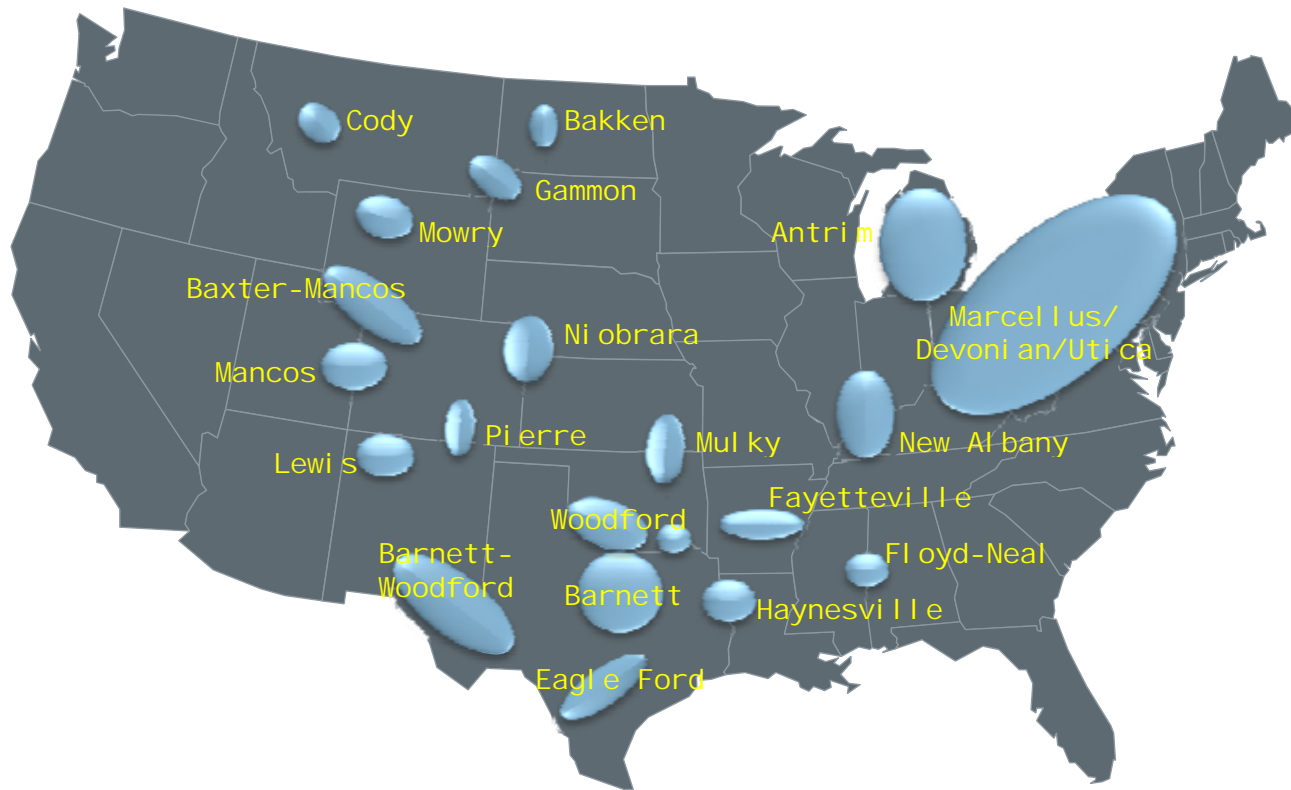 Cody
Bakken
Gammon
Mowry
Antrim
Baxter-Mancos
Marcellus/
Devonian/Utica
Niobrara
Mancos
Pierre
Mulky
New Albany
Lewis
Fayetteville
Woodford
Barnett-
Woodford
Floyd-Neal
Barnett
Haynesville
Eagle Ford